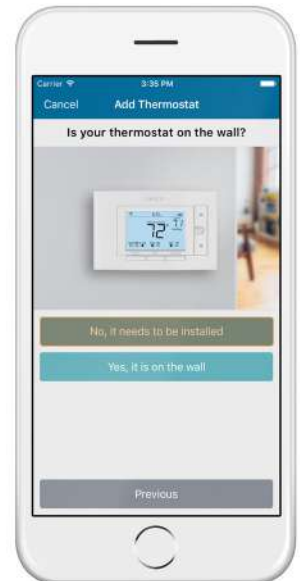 Carrier 3:35 PM
Cancel Add Thermostat
Is your thermostat on the wall?
72°
No, it needs to be installed
Yes, it is on the wall
Previous